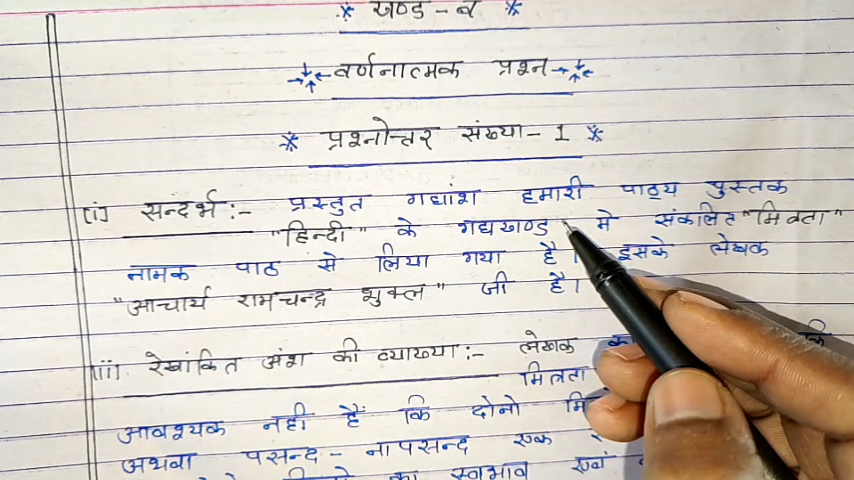 * खण्ड - ब *
वर्णनात्मक प्रश्न
* प्रश्नोत्तर संख्या - 1 *
(i) सन्दर्भ :- प्रस्तुत गद्यांश हमारी पाठ्य पुस्तक
"हिन्दी" के गद्यखण्ड में संकलित "मित्रता"
नामक पाठ से लिया गया है। इसके लेखक
"आचार्य रामचन्द्र शुक्ल" जी है।
(ii) रेखांकित अंश की व्याख्या :- लेखक
मित्रता
आवश्यक नही है कि दोनो
अथवा पसन्द - नापसन्द एक
का स्वभाव एवं